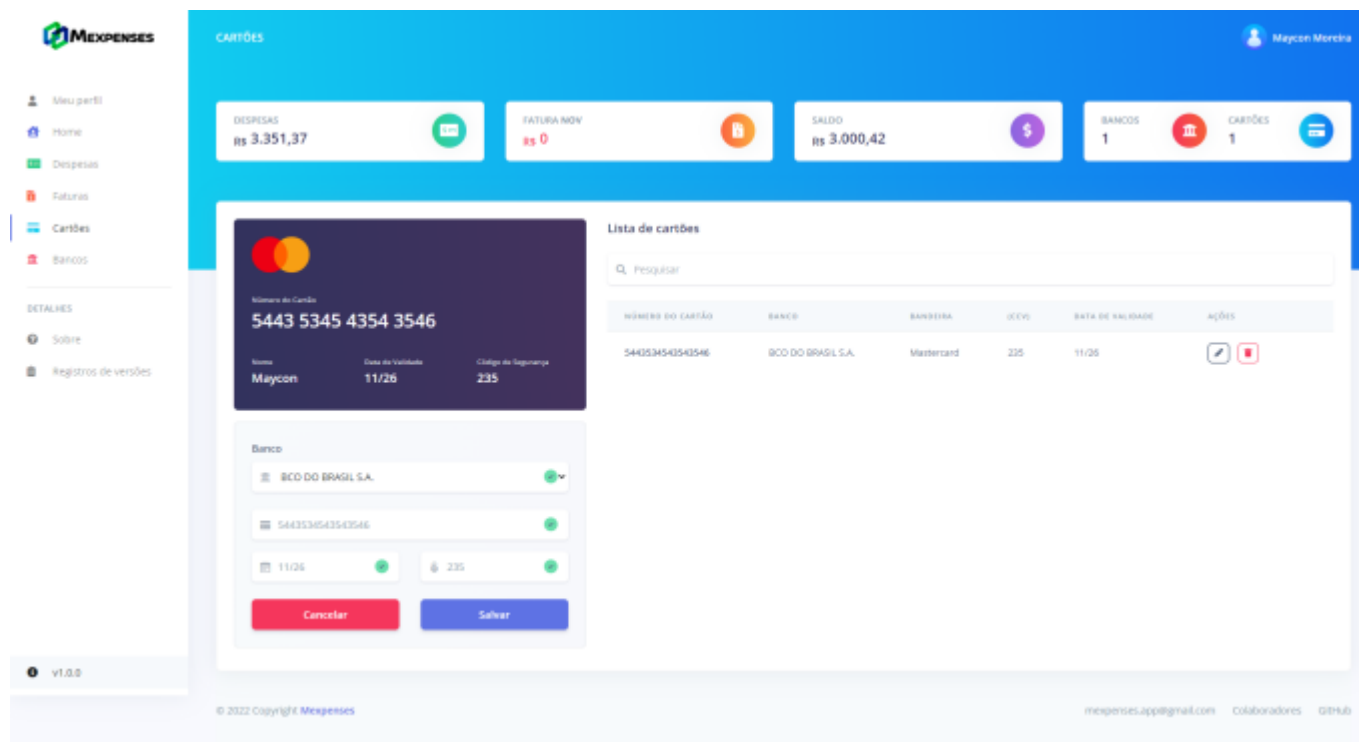 MEXPENSES
CARTÕES
Maycon Moreira
Meu perfil
Home
Despesas
Faturas
Cartões
Bancos
DETALHES
Sobre
Registros de versões
v1.0.0
DESPESAS
R$ 3.351,37
FATURA NOV
R$ 0
SALDO
R$ 3.000,42
BANCOS
1
CARTÕES
1
Número do Cartão
5443 5345 4354 3546
Nome
Data de Validade
Código de Segurança
Maycon
11/26
235
Banco
BCO DO BRASIL S.A.
5443534543543546
11/26
235
Cancelar
Salvar
Lista de cartões
Pesquisar
NÚMERO DO CARTÃO BANCO BANDEIRA (CCV) DATA DE VALIDADE AÇÕES
5443534543543546 BCO DO BRASIL S.A. Mastercard 235 11/26
© 2022 Copyright Mexpenses
mexpenses.app@gmail.com Colaboradores GitHub